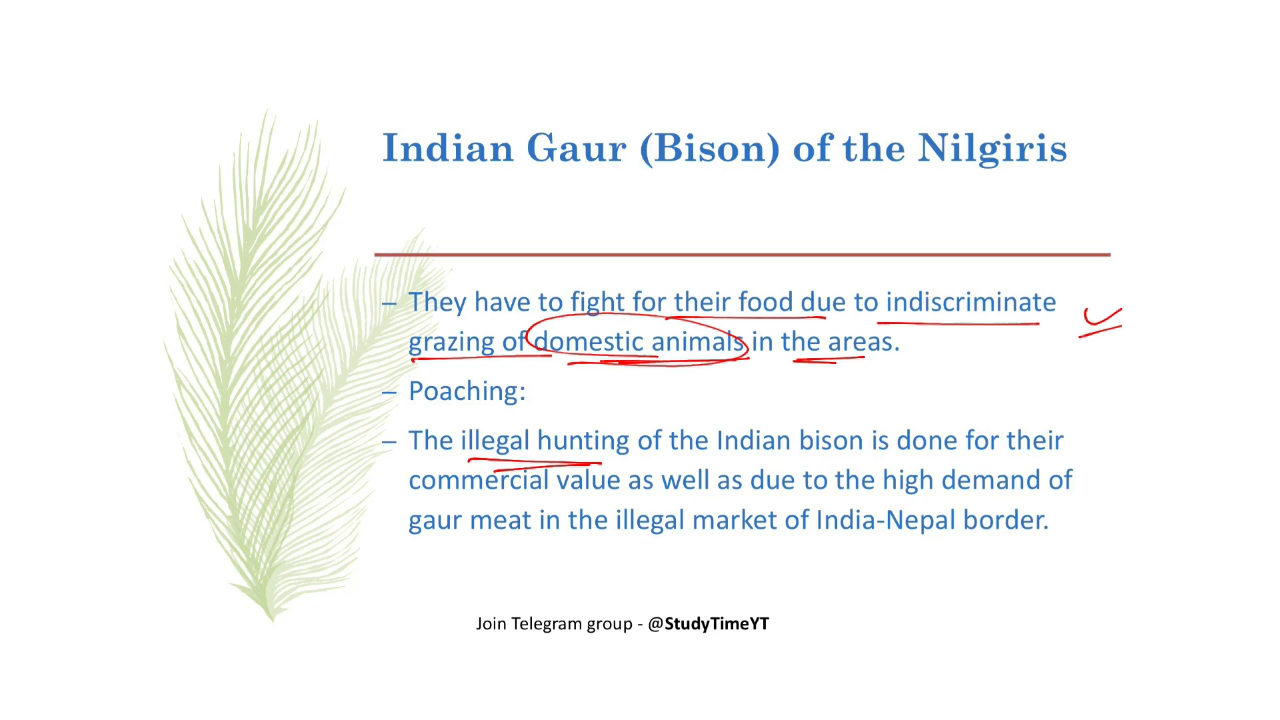 Indian Gaur (Bison) of the Nilgiris
– They have to fight for their food due to indiscriminate
grazing of domestic animals in the areas.
– Poaching:
– The illegal hunting of the Indian bison is done for their
commercial value as well as due to the high demand of
gaur meat in the illegal market of India-Nepal border.
Join Telegram group - @StudyTimeYT